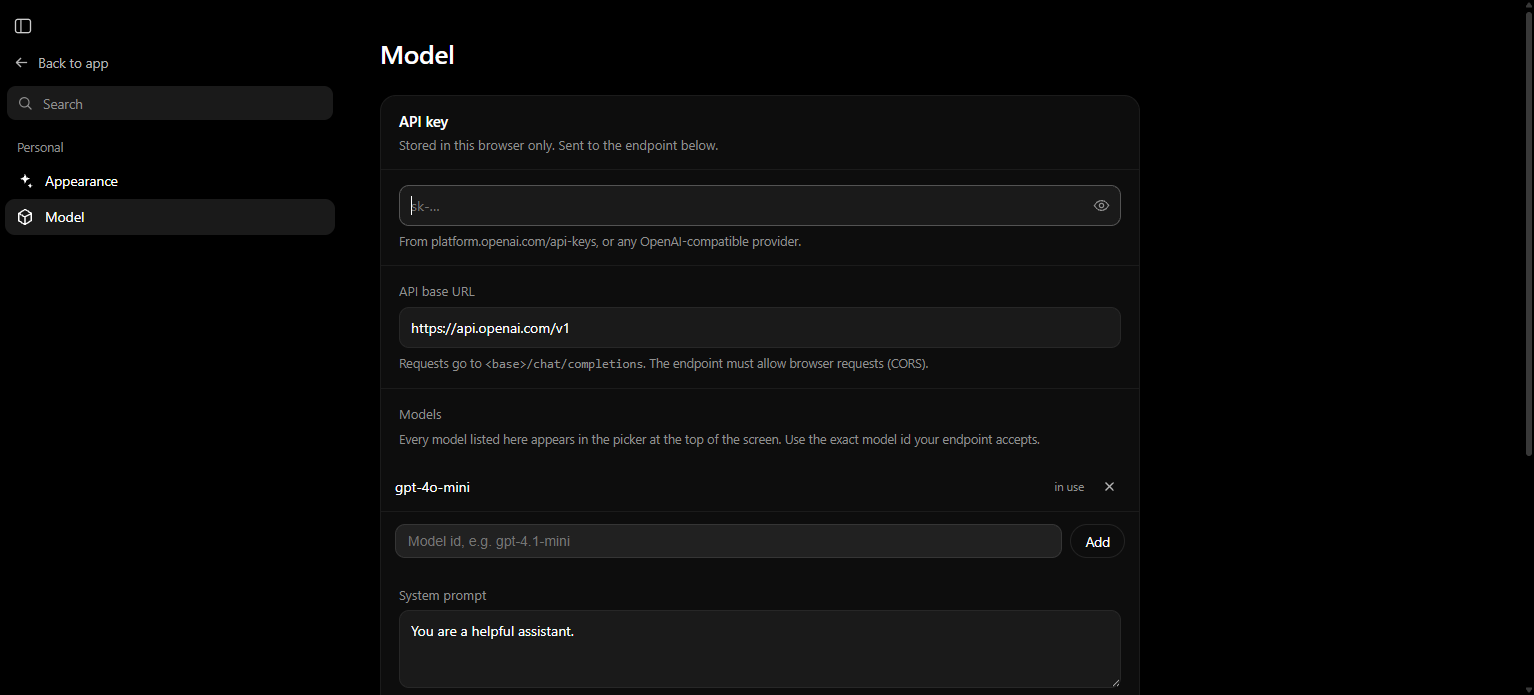 Back to app
Search
Personal
Appearance
Model
Model
API key
Stored in this browser only. Sent to the endpoint below.
sk-...
From platform.openai.com/api-keys, or any OpenAI-compatible provider.
API base URL
https://api.openai.com/v1
Requests go to <base>/chat/completions. The endpoint must allow browser requests (CORS).
Models
Every model listed here appears in the picker at the top of the screen. Use the exact model id your endpoint accepts.
gpt-4o-mini in use
Model id, e.g. gpt-4.1-mini Add
System prompt
You are a helpful assistant.